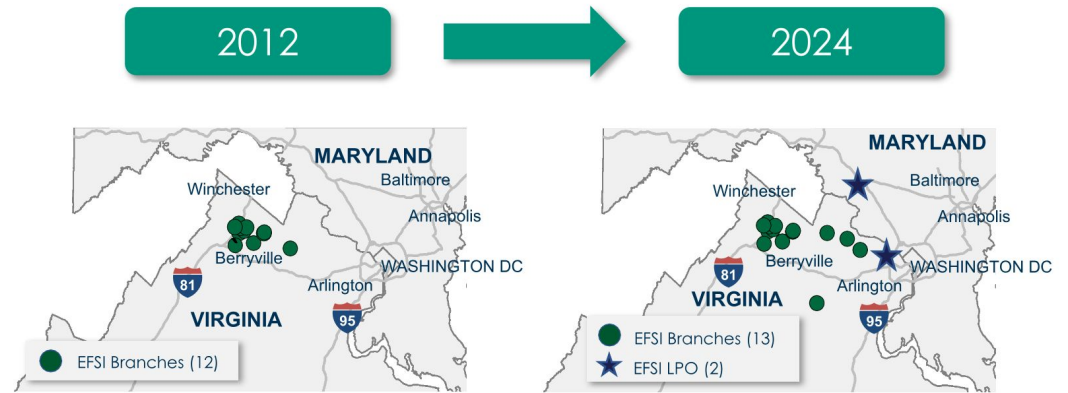 2012
2024
MARYLAND
Baltimore
Winchester
Annapolis
Berryville
WASHINGTON DC
81
Arlington
VIRGINIA
95
EFSI Branches (12)
MARYLAND
Baltimore
Winchester
Annapolis
Berryville
WASHINGTON DC
81
Arlington
VIRGINIA
95
EFSI Branches (13)
EFSI LPO (2)